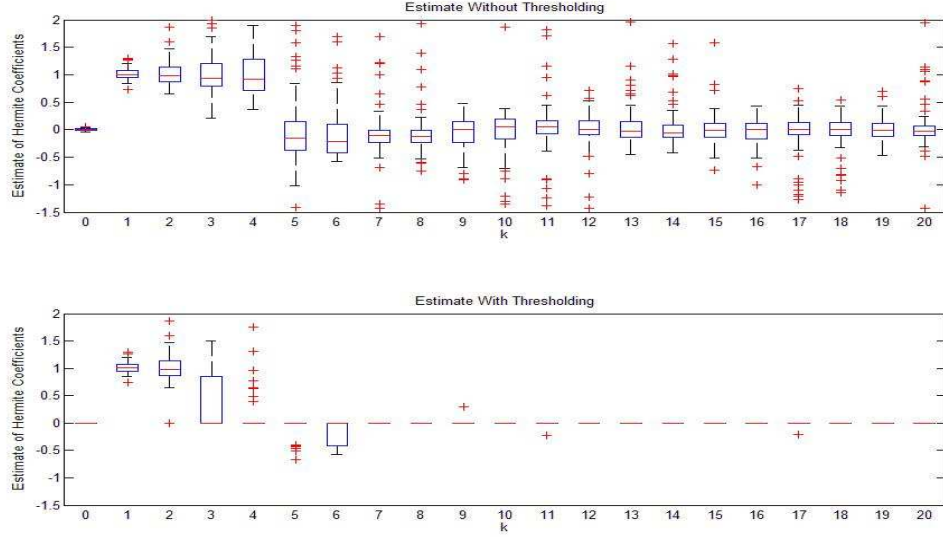 Estimate Without Thresholding
Estimate of Hermite Coefficients
2
1.5
1
0.5
0
-0.5
-1
-1.5
0 1 2 3 4 5 6 7 8 9 10 11 12 13 14 15 16 17 18 19 20
k
Estimate With Thresholding
Estimate of Hermite Coefficients
2
1.5
1
0.5
0
-0.5
-1
-1.5
0 1 2 3 4 5 6 7 8 9 10 11 12 13 14 15 16 17 18 19 20
k